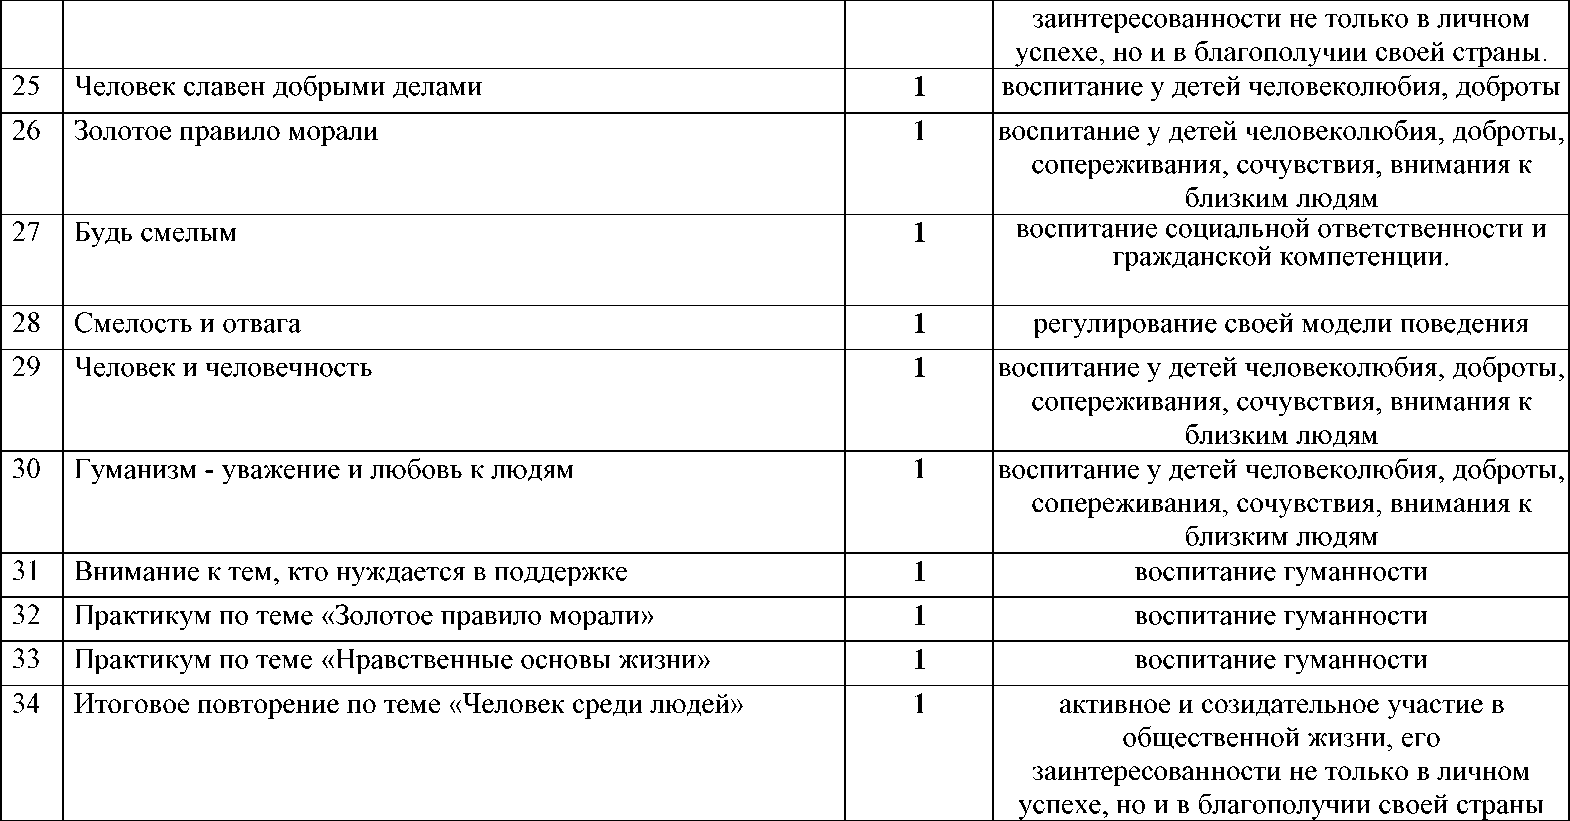 заинтересованности не только в личном
успехе, но и в благополучии своей страны.
25 Человек славен добрыми делами 1 воспитание у детей человеколюбия, доброты
26 Золотое правило морали 1 воспитание у детей человеколюбия, доброты,
сопереживания, сочувствия, внимания к
близким людям
27 Будь смелым 1 воспитание социальной ответственности и
гражданской компетенции.
28 Смелость и отвага 1 регулирование своей модели поведения
29 Человек и человечность 1 воспитание у детей человеколюбия, доброты,
сопереживания, сочувствия, внимания к
близким людям
30 Гуманизм - уважение и любовь к людям 1 воспитание у детей человеколюбия, доброты,
сопереживания, сочувствия, внимания к
близким людям
31 Внимание к тем, кто нуждается в поддержке 1 воспитание гуманности
32 Практикум по теме «Золотое правило морали» 1 воспитание гуманности
33 Практикум по теме «Нравственные основы жизни» 1 воспитание гуманности
34 Итоговое повторение по теме «Человек среди людей» 1 активное и созидательное участие в
общественной жизни, его
заинтересованности не только в личном
успехе, но и в благополучии своей страны